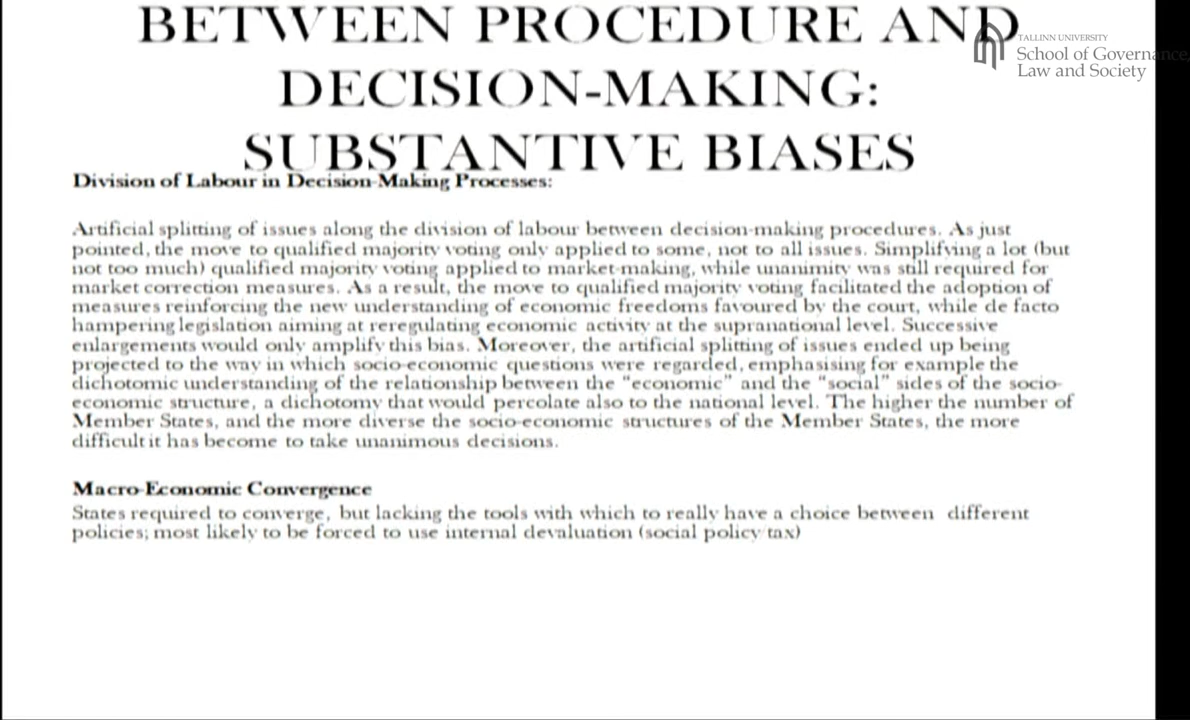 BETWEEN PROCEDURE AND
DECISION-MAKING:
SUBSTANTIVE BIASES
TALLINN UNIVERSITY
School of Governance,
Law and Society
Division of Labour in Decision-Making Processes:
Artificial splitting of issues along the division of labour between decision-making procedures. As just
pointed, the move to qualified majority voting only applied to some, not to all issues. Simplifying a lot (but
not too much) qualified majority voting applied to market-making, while unanimity was still required for
market correction measures. As a result, the move to qualified majority voting facilitated the adoption of
measures reinforcing the new understanding of economic freedoms favoured by the court, while de facto
hampering legislation aiming at reregulating economic activity at the supranational level. Successive
enlargements would only amplify this bias. Moreover, the artificial splitting of issues ended up being
projected to the way in which socio-economic questions were regarded, emphasising for example the
dichotomic understanding of the relationship between the "economic" and the "social" sides of the socio-
economic structure, a dichotomy that would percolate also to the national level. The higher the number of
Member States, and the more diverse the socio-economic structures of the Member States, the more
difficult it has become to take unanimous decisions.
Macro-Economic Convergence
States required to converge, but lacking the tools with which to really have a choice between different
policies; most likely to be forced to use internal devaluation (social policy/tax)